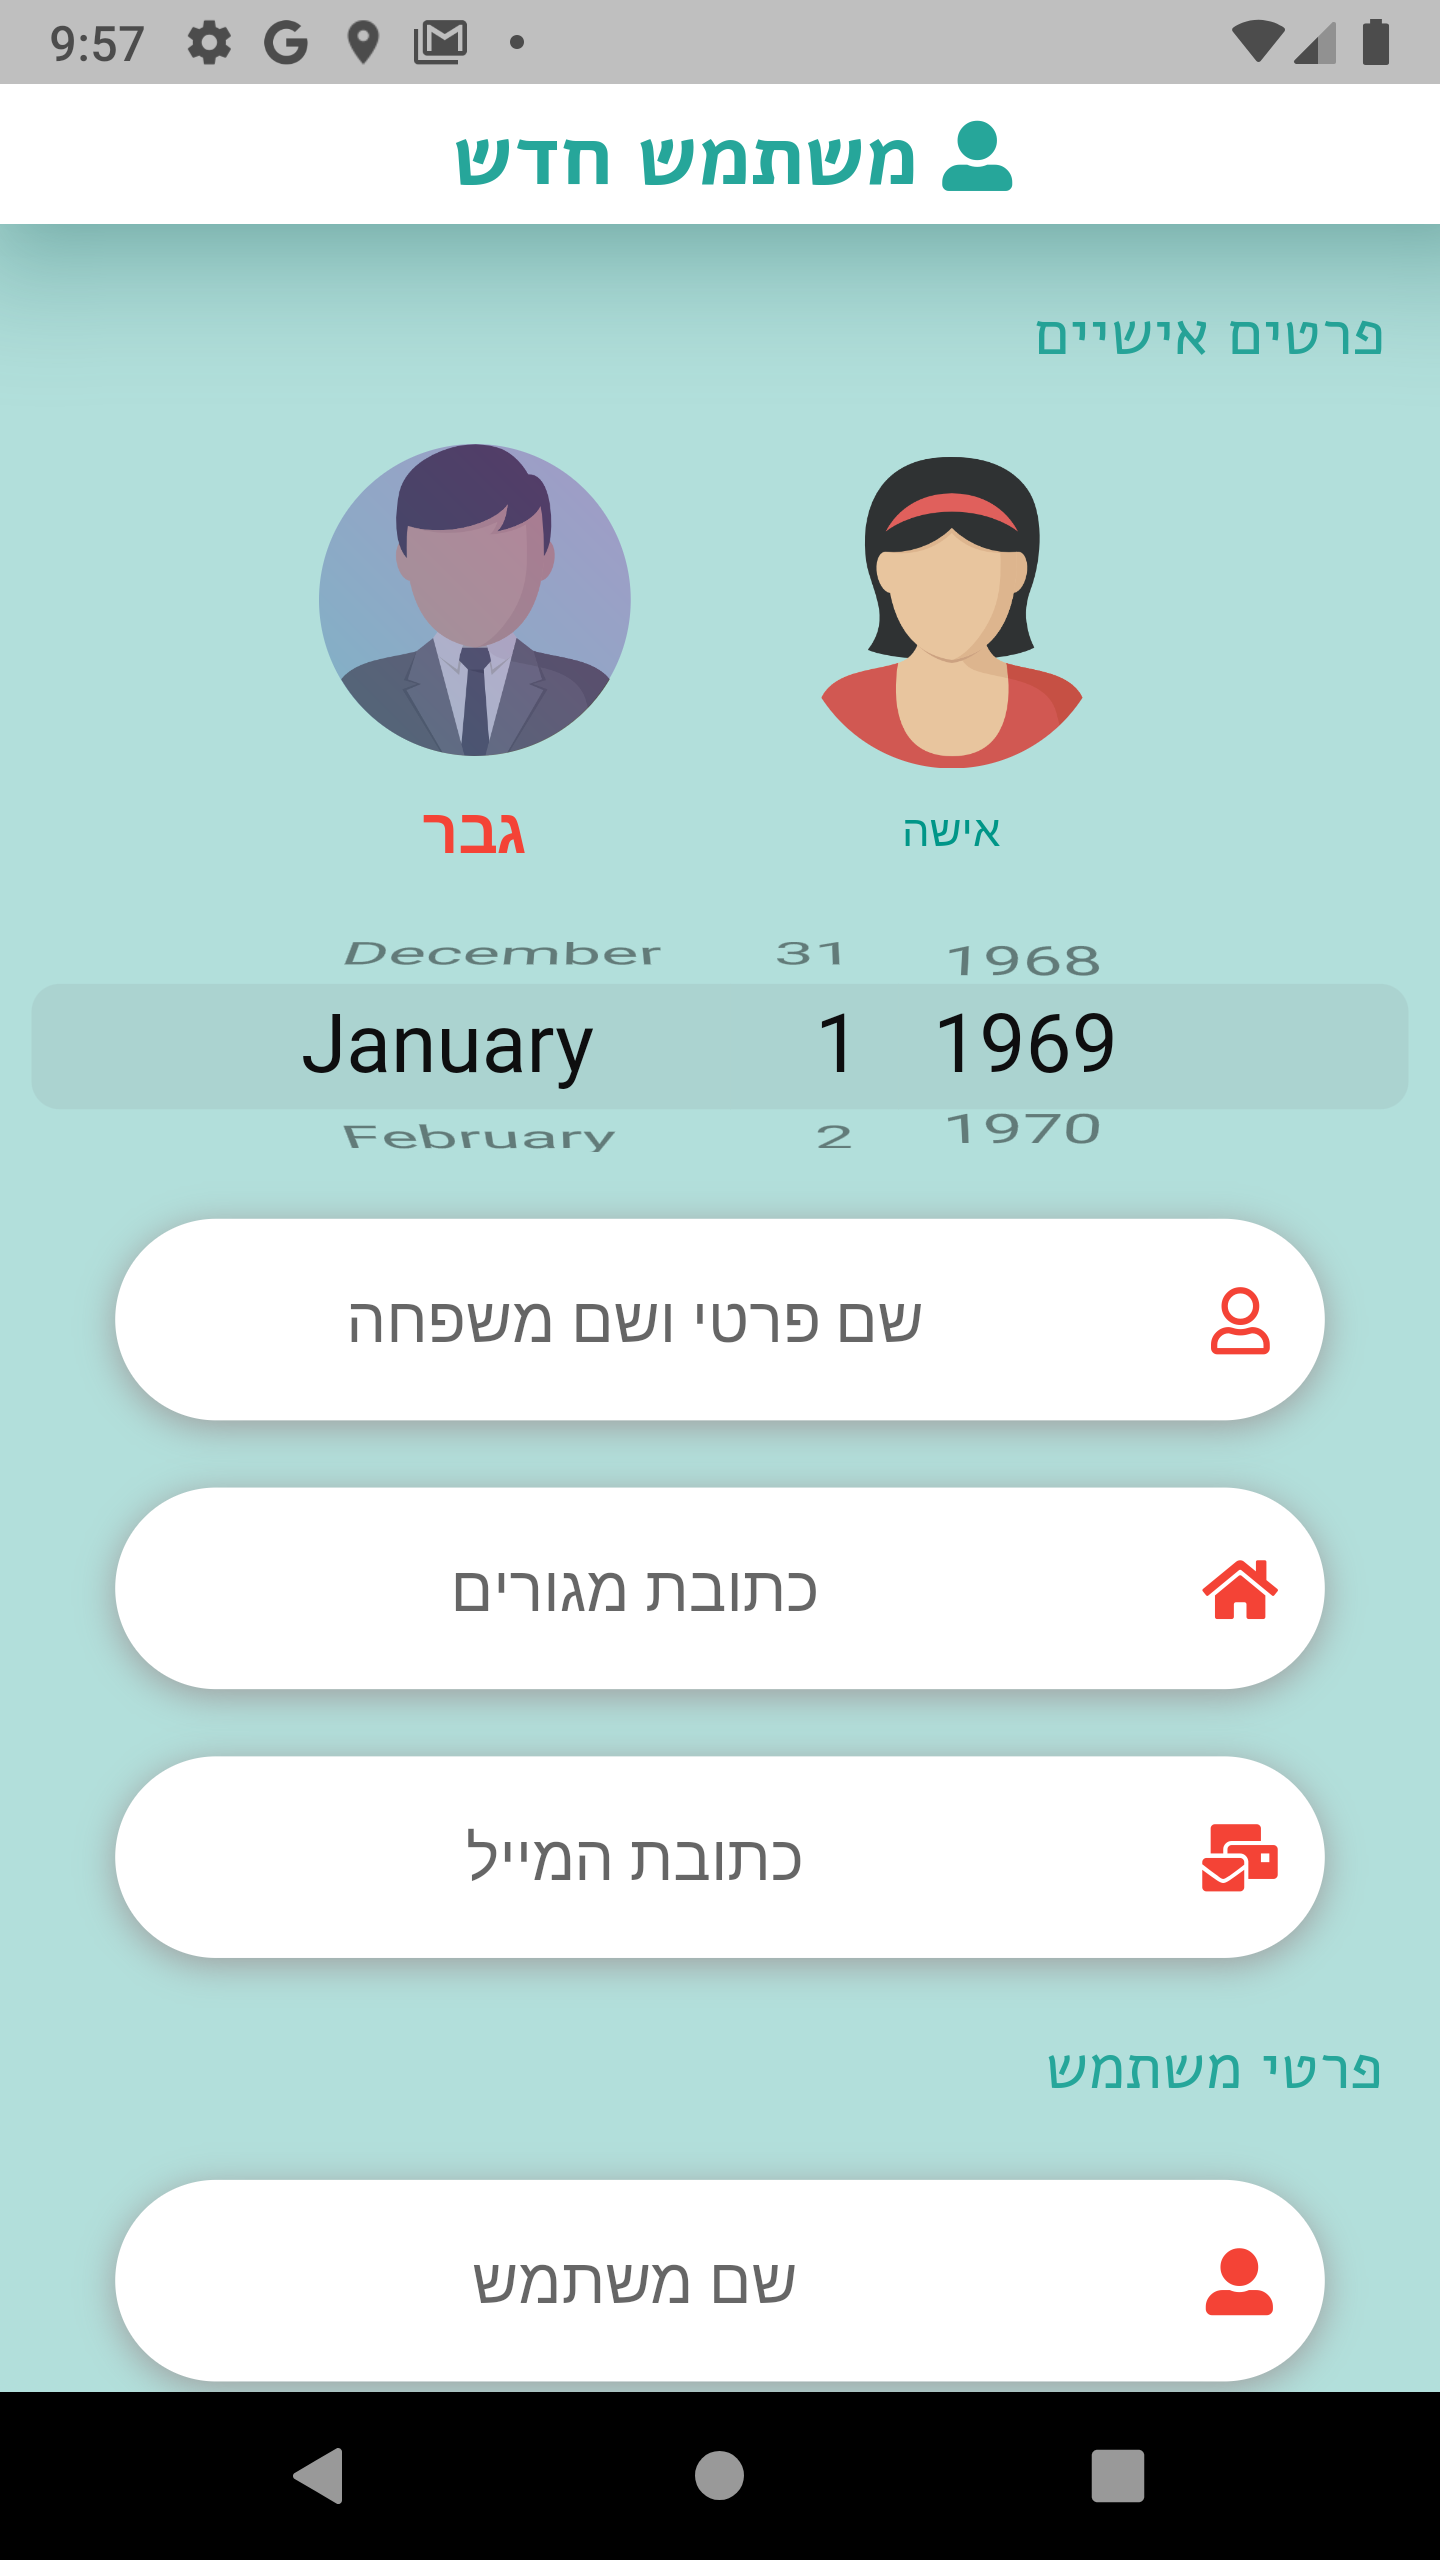 9:57
משתמש חדש
פרטים אישיים
גבר
אישה
December 31 1968
January 1 1969
February 2 1970
שם פרטי ושם משפחה
כתובת מגורים
כתובת המייל
פרטי משתמש
שם משתמש